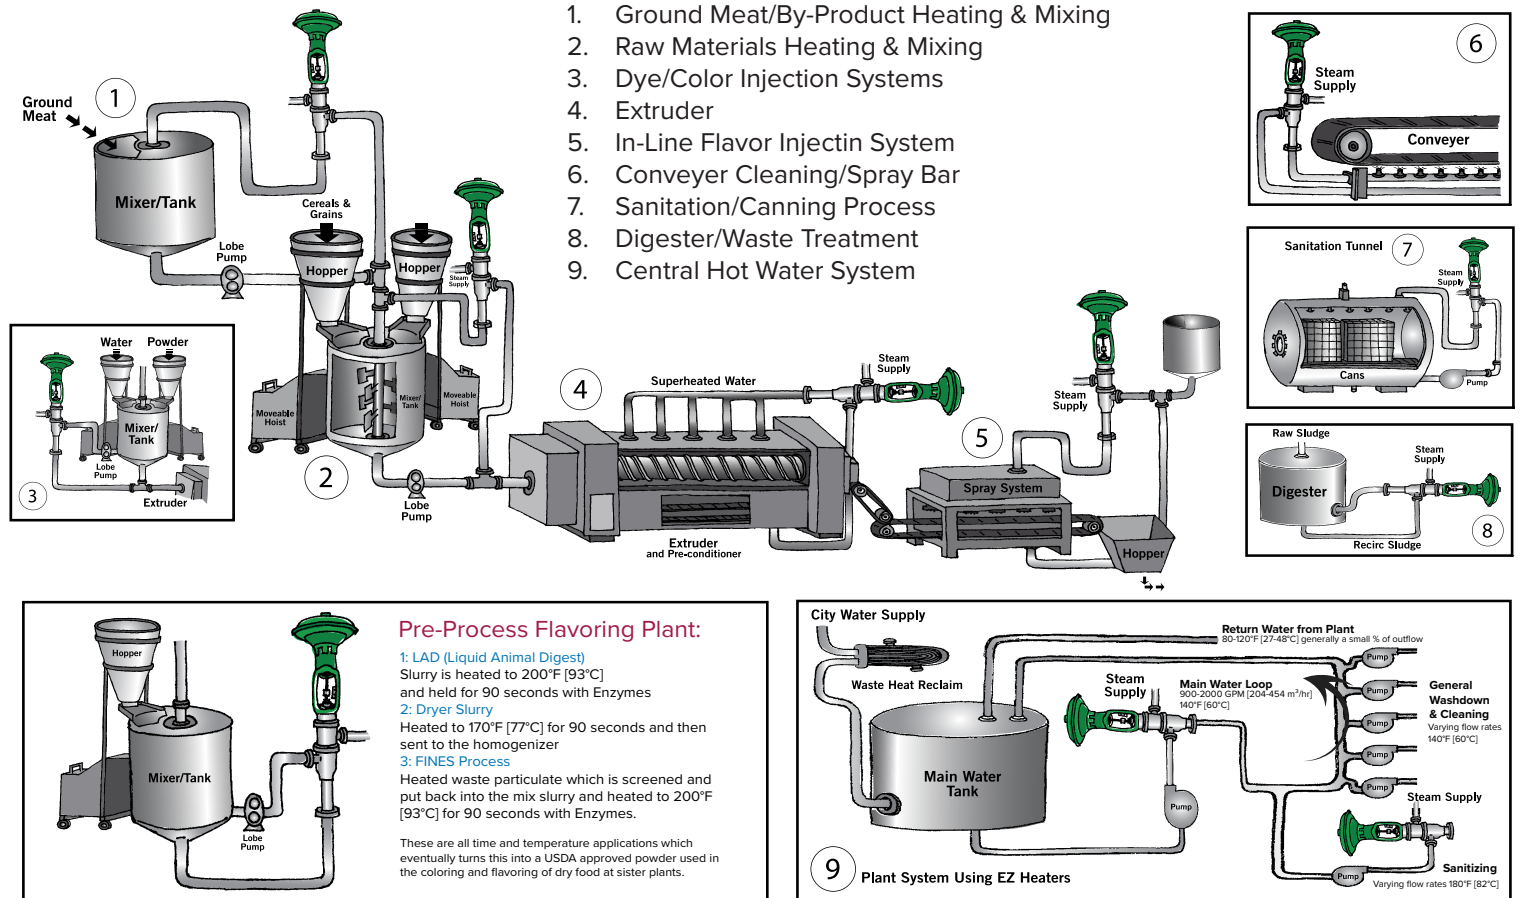 1. Ground Meat/By-Product Heating & Mixing
2. Raw Materials Heating & Mixing
3. Dye/Color Injection Systems
4. Extruder
5. In-Line Flavor Injectin System
6. Conveyer Cleaning/Spray Bar
7. Sanitation/Canning Process
8. Digester/Waste Treatment
9. Central Hot Water System
1
Ground
Meat
Mixer/Tank
Lobe
Pump
Cereals &
Grains
Hopper
Hopper
Steam
Supply
Moveable
Hoist
Mixer/
Tank
Moveable
Hoist
2
Lobe
Pump
3
Water
Powder
Mixer/
Tank
Lobe
Pump
Extruder
4
Superheated Water
Steam
Supply
Extruder
and Pre-conditioner
5
Steam
Supply
Spray System
Hopper
6
Steam
Supply
Conveyer
Sanitation Tunnel
7
Steam
Supply
Cans
Pump
Raw Sludge
Steam
Supply
Digester
Recirc Sludge
8
Hopper
Mixer/Tank
Lobe
Pump
Pre-Process Flavoring Plant:
1: LAD (Liquid Animal Digest)
Slurry is heated to 200°F [93°C]
and held for 90 seconds with Enzymes
2: Dryer Slurry
Heated to 170°F [77°C] for 90 seconds and then
sent to the homogenizer
3: FINES Process
Heated waste particulate which is screened and
put back into the mix slurry and heated to 200°F
[93°C] for 90 seconds with Enzymes.
These are all time and temperature applications which
eventually turns this into a USDA approved powder used in
the coloring and flavoring of dry food at sister plants.
City Water Supply
Waste Heat Reclaim
Return Water from Plant
80-120°F [27-48°C] generally a small % of outflow
Steam
Supply
Main Water Loop
900-2000 GPM [204-454 m³/hr]
140°F [60°C]
Main Water
Tank
Pump
Pump
Pump
Pump
Pump
Pump
General
Washdown
& Cleaning
Varying flow rates
140°F [60°C]
Steam Supply
Pump
Sanitizing
Varying flow rates 180°F [82°C]
9
Plant System Using EZ Heaters